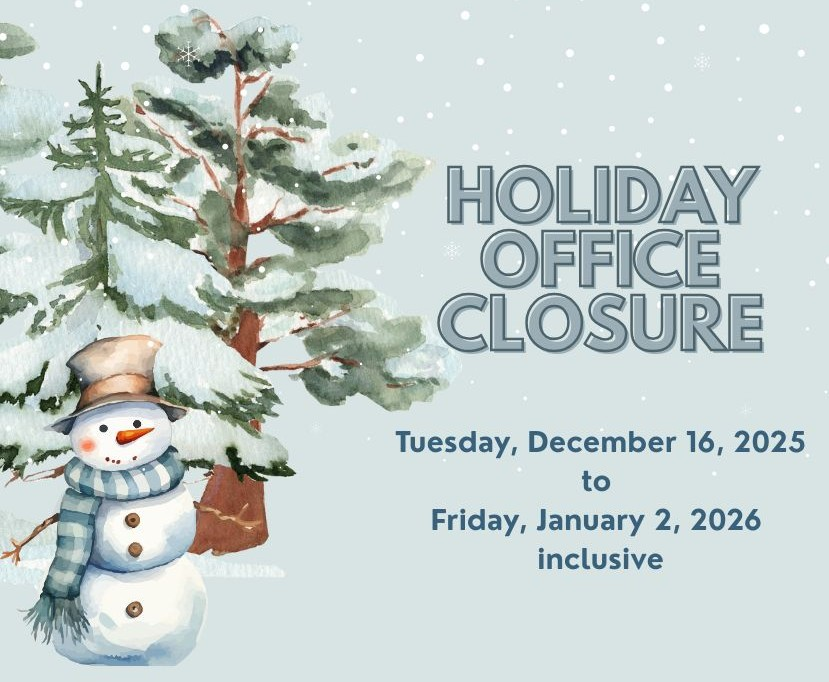 HOLIDAY
OFFICE
CLOSURE
Tuesday, December 16, 2025
to
Friday, January 2, 2026
inclusive